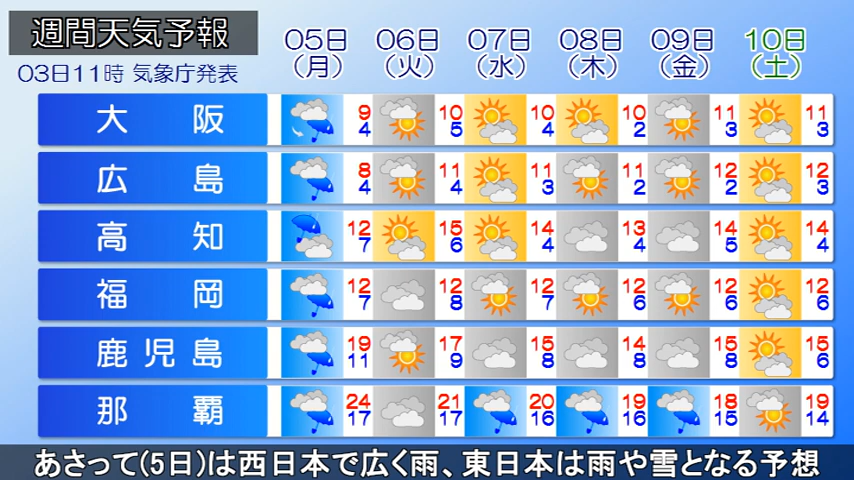 週間天気予報
03日11時 気象庁発表
05日 06日 07日 08日 09日 10日
(月) (火) (水) (木) (金) (土)
大阪 9 10 10 10 11 11
4 5 4 2 3 3
広島 8 11 11 11 12 12
4 4 3 2 2 3
高知 12 15 14 13 14 14
7 6 4 4 5 4
福岡 12 12 12 12 12 12
7 8 7 6 6 6
鹿児島 19 17 15 14 15 15
11 9 8 8 8 6
那覇 24 21 20 19 18 19
17 17 16 16 15 14
あさって(5日)は西日本で広く雨、東日本は雨や雪となる予想